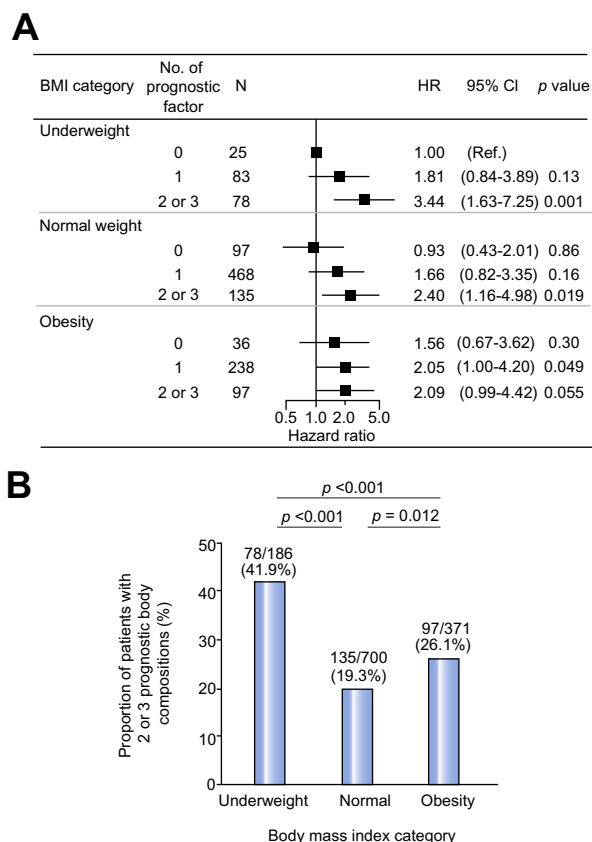 A
BMI category No. of prognostic factor N HR 95% CI p value
Underweight
0 25 1.00 (Ref.)
1 83 1.81 (0.84-3.89) 0.13
2 or 3 78 3.44 (1.63-7.25) 0.001
Normal weight
0 97 0.93 (0.43-2.01) 0.86
1 468 1.66 (0.82-3.35) 0.16
2 or 3 135 2.40 (1.16-4.98) 0.019
Obesity
0 36 1.56 (0.67-3.62) 0.30
1 238 2.05 (1.00-4.20) 0.049
2 or 3 97 2.09 (0.99-4.42) 0.055
0.5 1.0 2.0 5.0
Hazard ratio
B
p <0.001
p <0.001 p = 0.012
Proportion of patients with
2 or 3 prognostic body
compositions (%)
50
40
30
20
10
0
78/186
(41.9%)
135/700
(19.3%)
97/371
(26.1%)
Underweight Normal Obesity
Body mass index category